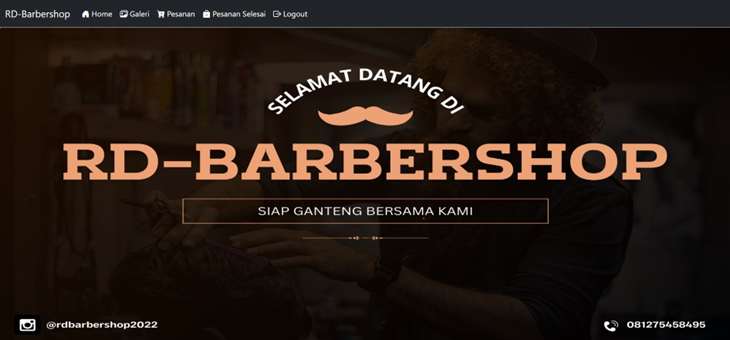 RD-Barbershop Home Galeri Pesanan Pesanan Selesai Logout
SELAMAT DATANG DI
RD-BARBERSHOP
SIAP GANTENG BERSAMA KAMI
@rdbarbershop2022 081275458495